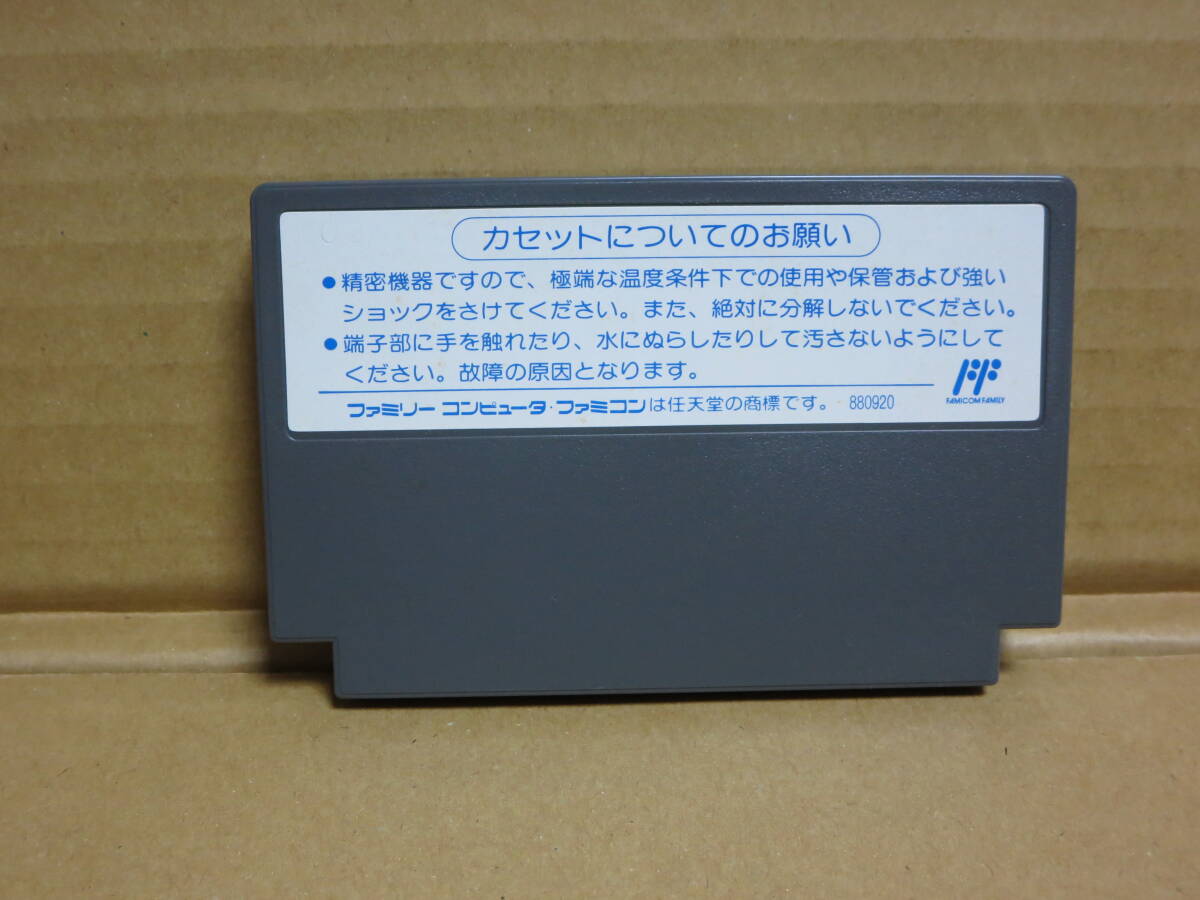 カセットについてのお願い
●精密機器ですので、極端な温度条件下での使用や保管および強い
ショックをさけてください。また、絶対に分解しないでください。
●端子部に手を触れたり、水にぬらしたりして汚さないようにして
ください。故障の原因となります。
FF
FAMICOM FAMILY
ファミリー コンピュータ・ファミコンは任天堂の商標です。 880920